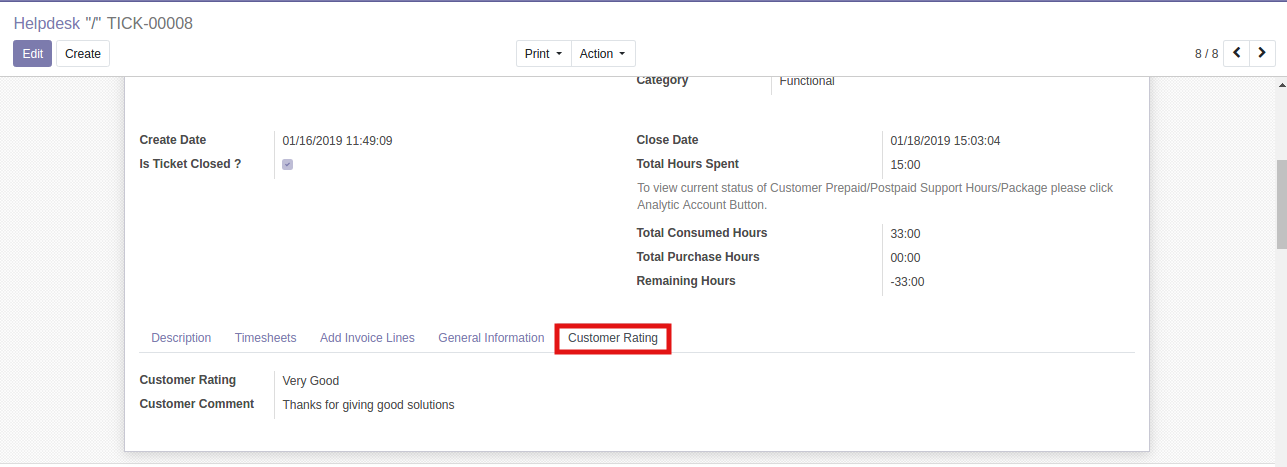 Helpdesk "/" TICK-00008
Edit Create Print Action 8 / 8
Category Functional
Create Date 01/16/2019 11:49:09 Close Date 01/18/2019 15:03:04
Is Ticket Closed ? Total Hours Spent 15:00
To view current status of Customer Prepaid/Postpaid Support Hours/Package please click
Analytic Account Button.
Total Consumed Hours 33:00
Total Purchase Hours 00:00
Remaining Hours -33:00
Description Timesheets Add Invoice Lines General Information Customer Rating
Customer Rating Very Good
Customer Comment Thanks for giving good solutions